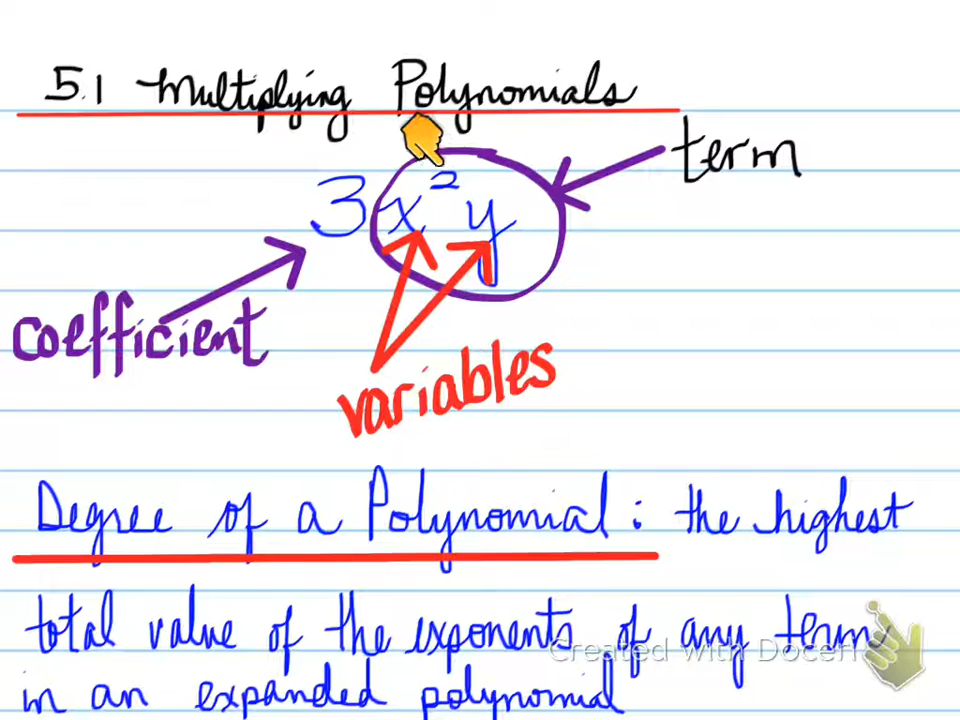 5.1 Multiplying Polynomials
term
3x²y
coefficient
variables
Degree of a Polynomial : the highest
total value of the exponents of any term
in an expanded polynomial
Created with Doceri